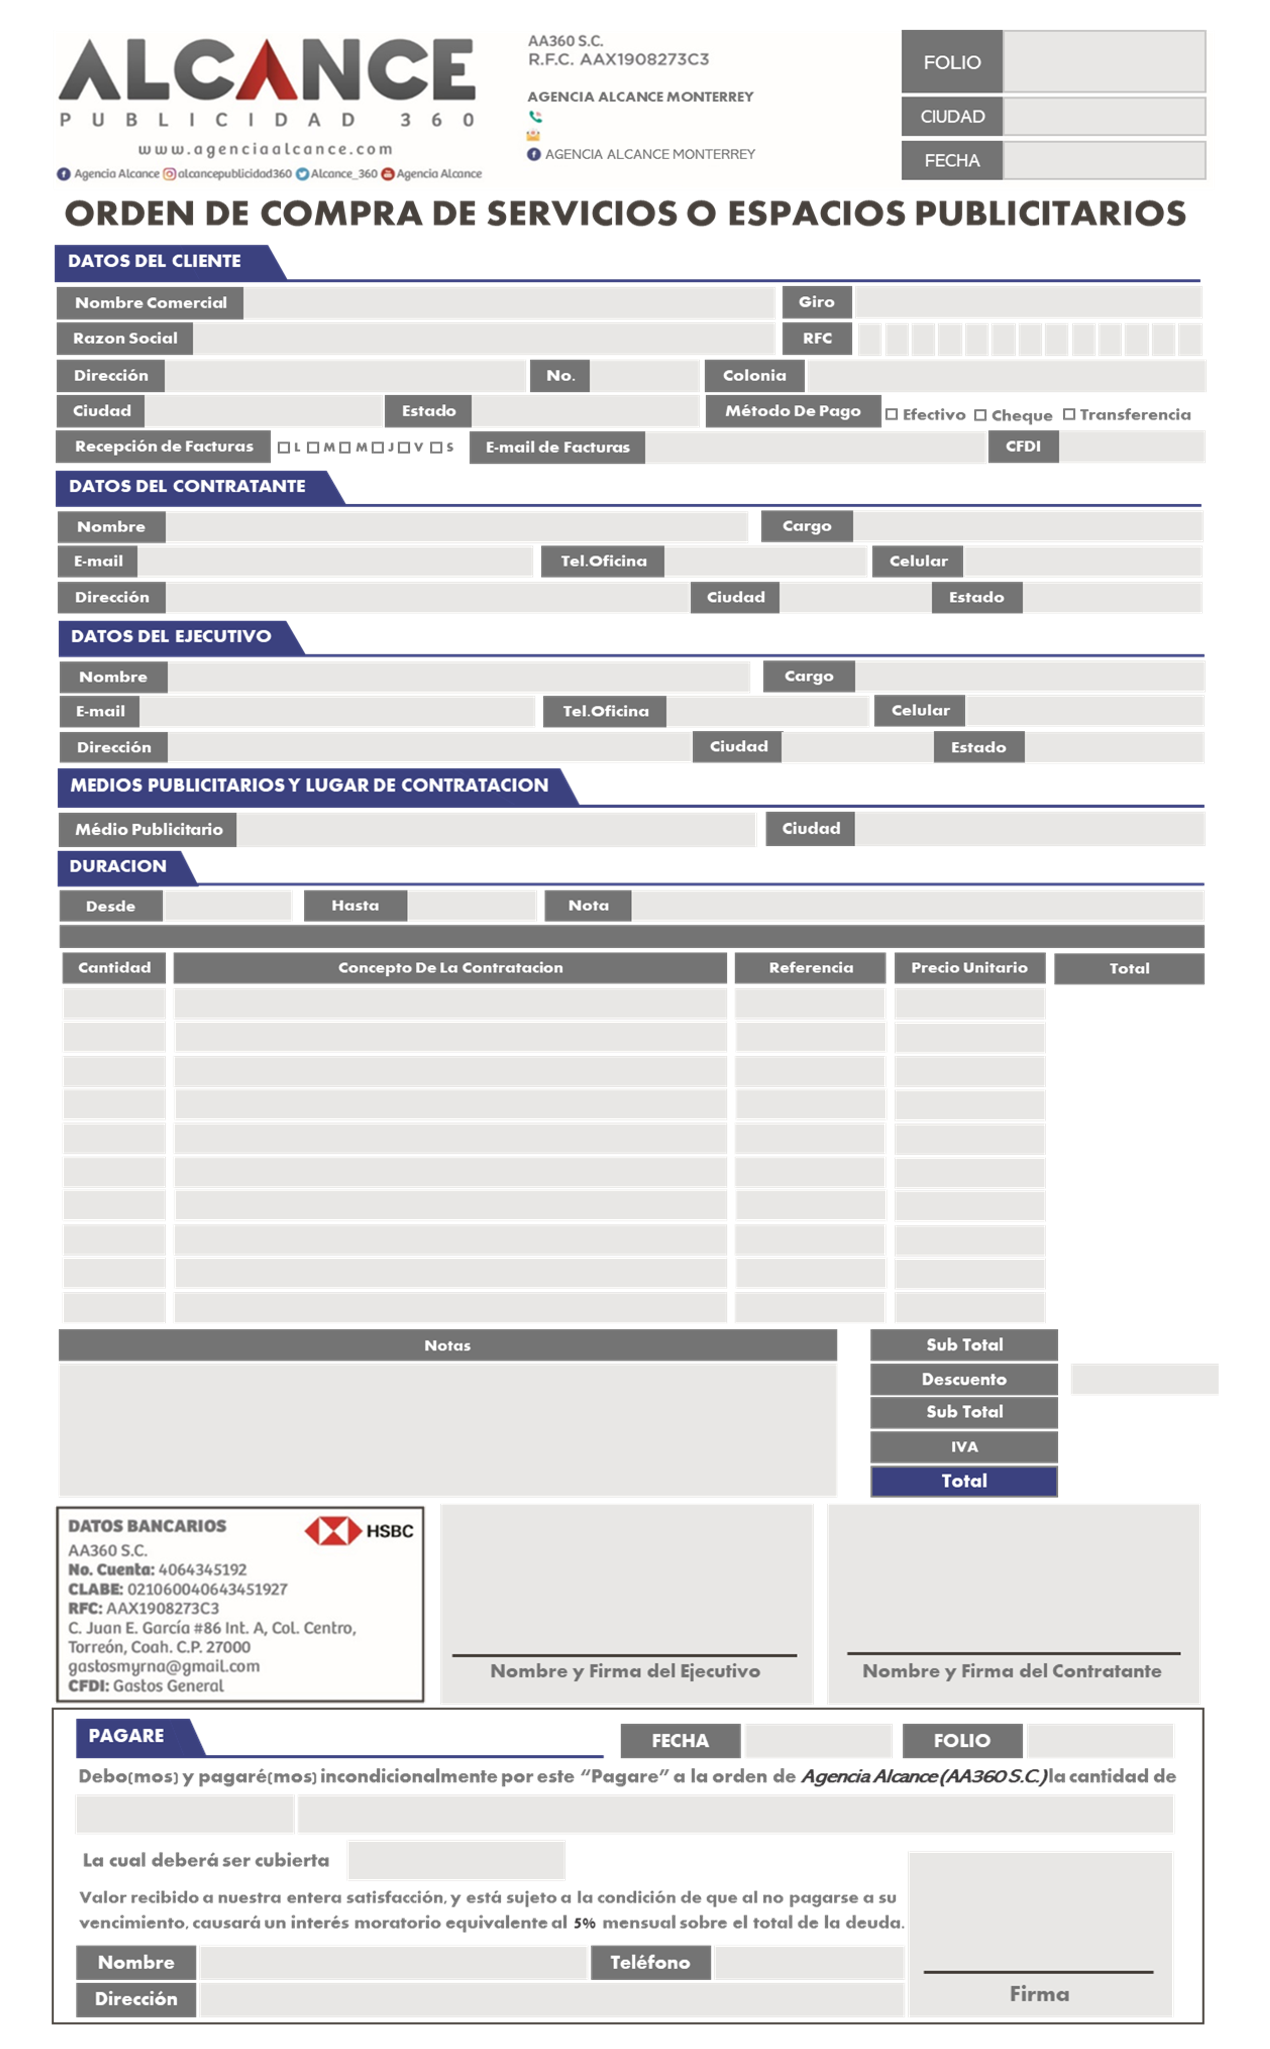 ALCANCE
PUBLICIDAD 360
www.agenciaalcance.com
Agencia Alcance alcancepublicidad360 Alcance_360 Agencia Alcance
AA360 S.C.
R.F.C. AAX1908273C3
AGENCIA ALCANCE MONTERREY
AGENCIA ALCANCE MONTERREY
FOLIO
CIUDAD
FECHA
ORDEN DE COMPRA DE SERVICIOS O ESPACIOS PUBLICITARIOS
DATOS DEL CLIENTE
Nombre Comercial Giro
Razon Social RFC
Dirección No. Colonia
Ciudad Estado Método De Pago Efectivo Cheque Transferencia
Recepción de Facturas L M M J V S E-mail de Facturas CFDI
DATOS DEL CONTRATANTE
Nombre Cargo
E-mail Tel.Oficina Celular
Dirección Ciudad Estado
DATOS DEL EJECUTIVO
Nombre Cargo
E-mail Tel.Oficina Celular
Dirección Ciudad Estado
MEDIOS PUBLICITARIOS Y LUGAR DE CONTRATACION
Médio Publicitario Ciudad
DURACION
Desde Hasta Nota
Cantidad Concepto De La Contratacion Referencia Precio Unitario Total
Notas Sub Total
Descuento
Sub Total
IVA
Total
DATOS BANCARIOS HSBC
AA360 S.C.
No. Cuenta: 4064345192
CLABE: 021060040643451927
RFC: AAX1908273C3
C. Juan E. García #86 Int. A, Col. Centro,
Torreón, Coah. C.P. 27000
gastosmyrna@gmail.com
CFDI: Gastos General
Nombre y Firma del Ejecutivo Nombre y Firma del Contratante
PAGARE FECHA FOLIO
Debo(mos) y pagaré(mos) incondicionalmente por este “Pagare” a la orden de Agencia Alcance (AA360 S.C.) la cantidad de
La cual deberá ser cubierta
Valor recibido a nuestra entera satisfacción, y está sujeto a la condición de que al no pagarse a su
vencimiento, causará un interés moratorio equivalente al 5% mensual sobre el total de la deuda.
Nombre Teléfono
Dirección
Firma